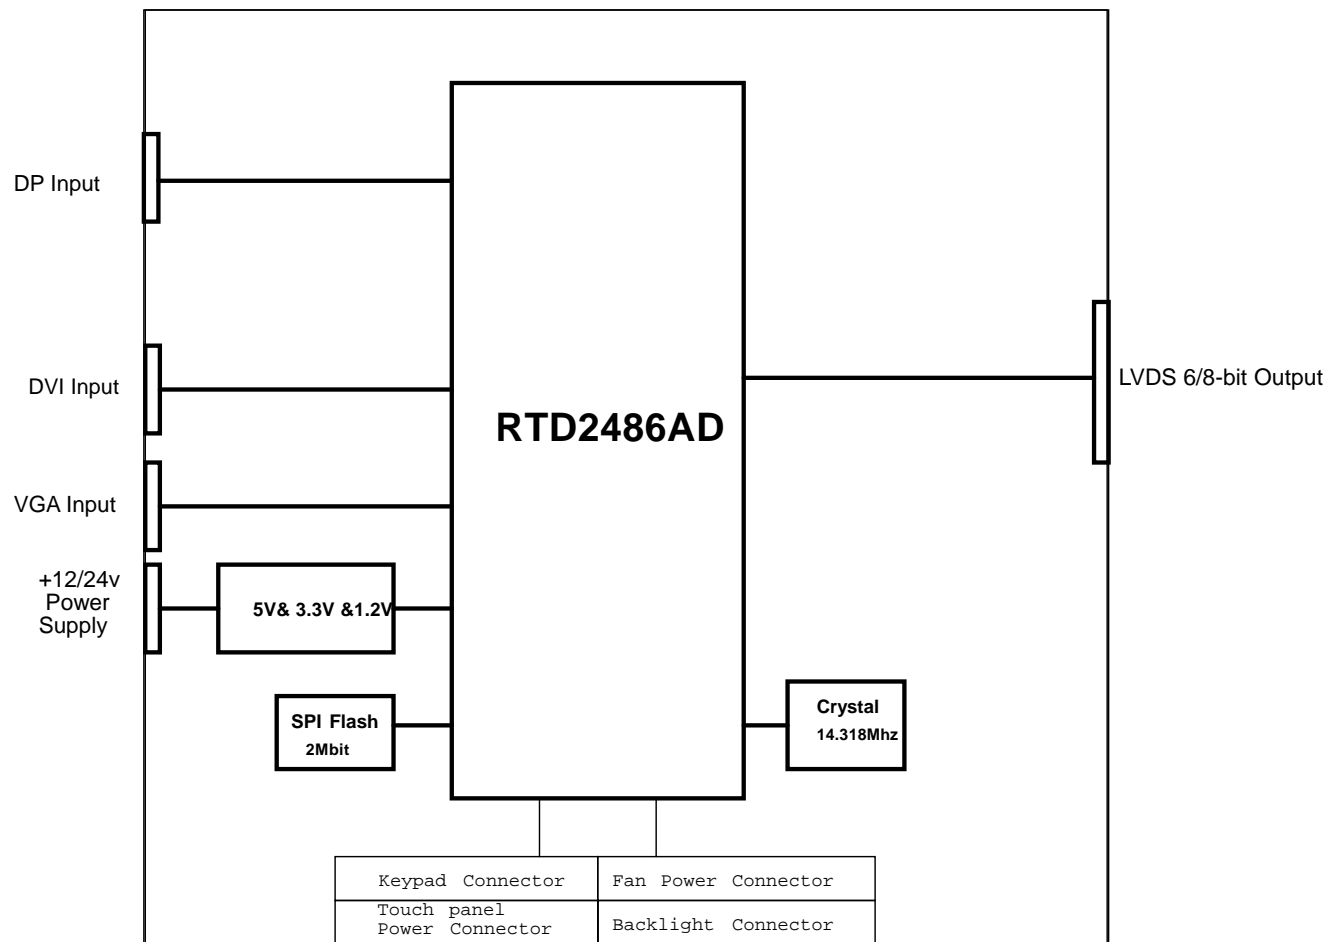 DP Input
DVI Input
RTD2486AD
LVDS 6/8-bit Output
VGA Input
+12/24v
Power
Supply
5V& 3.3V &1.2V
SPI Flash
2Mbit
Crystal
14.318Mhz
Keypad Connector
Fan Power Connector
Touch panel
Power Connector
Backlight Connector